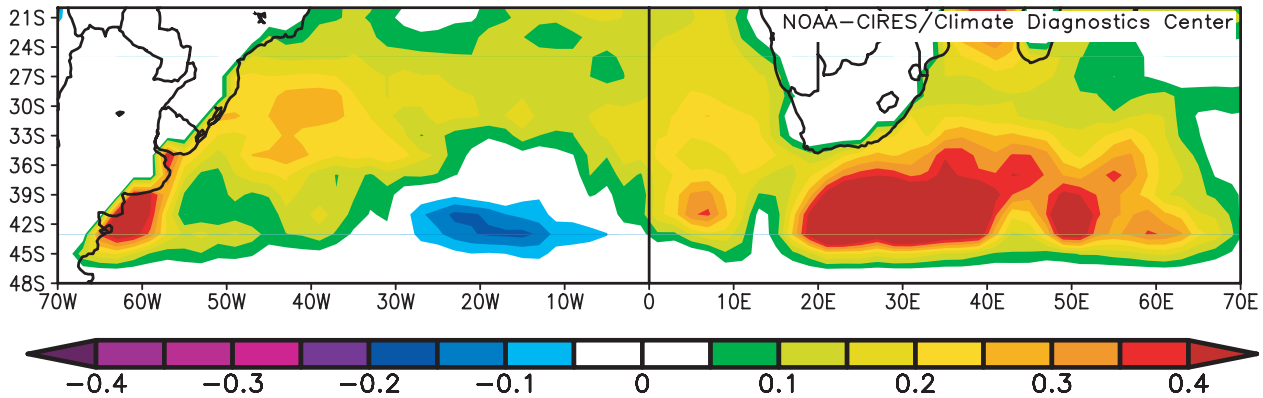 NOAA-CIRES/Climate Diagnostics Center
21S
24S
27S
30S
33S
36S
39S
42S
45S
48S
70W 60W 50W 40W 30W 20W 10W 0 10E 20E 30E 40E 50E 60E 70E
-0.4 -0.3 -0.2 -0.1 0 0.1 0.2 0.3 0.4